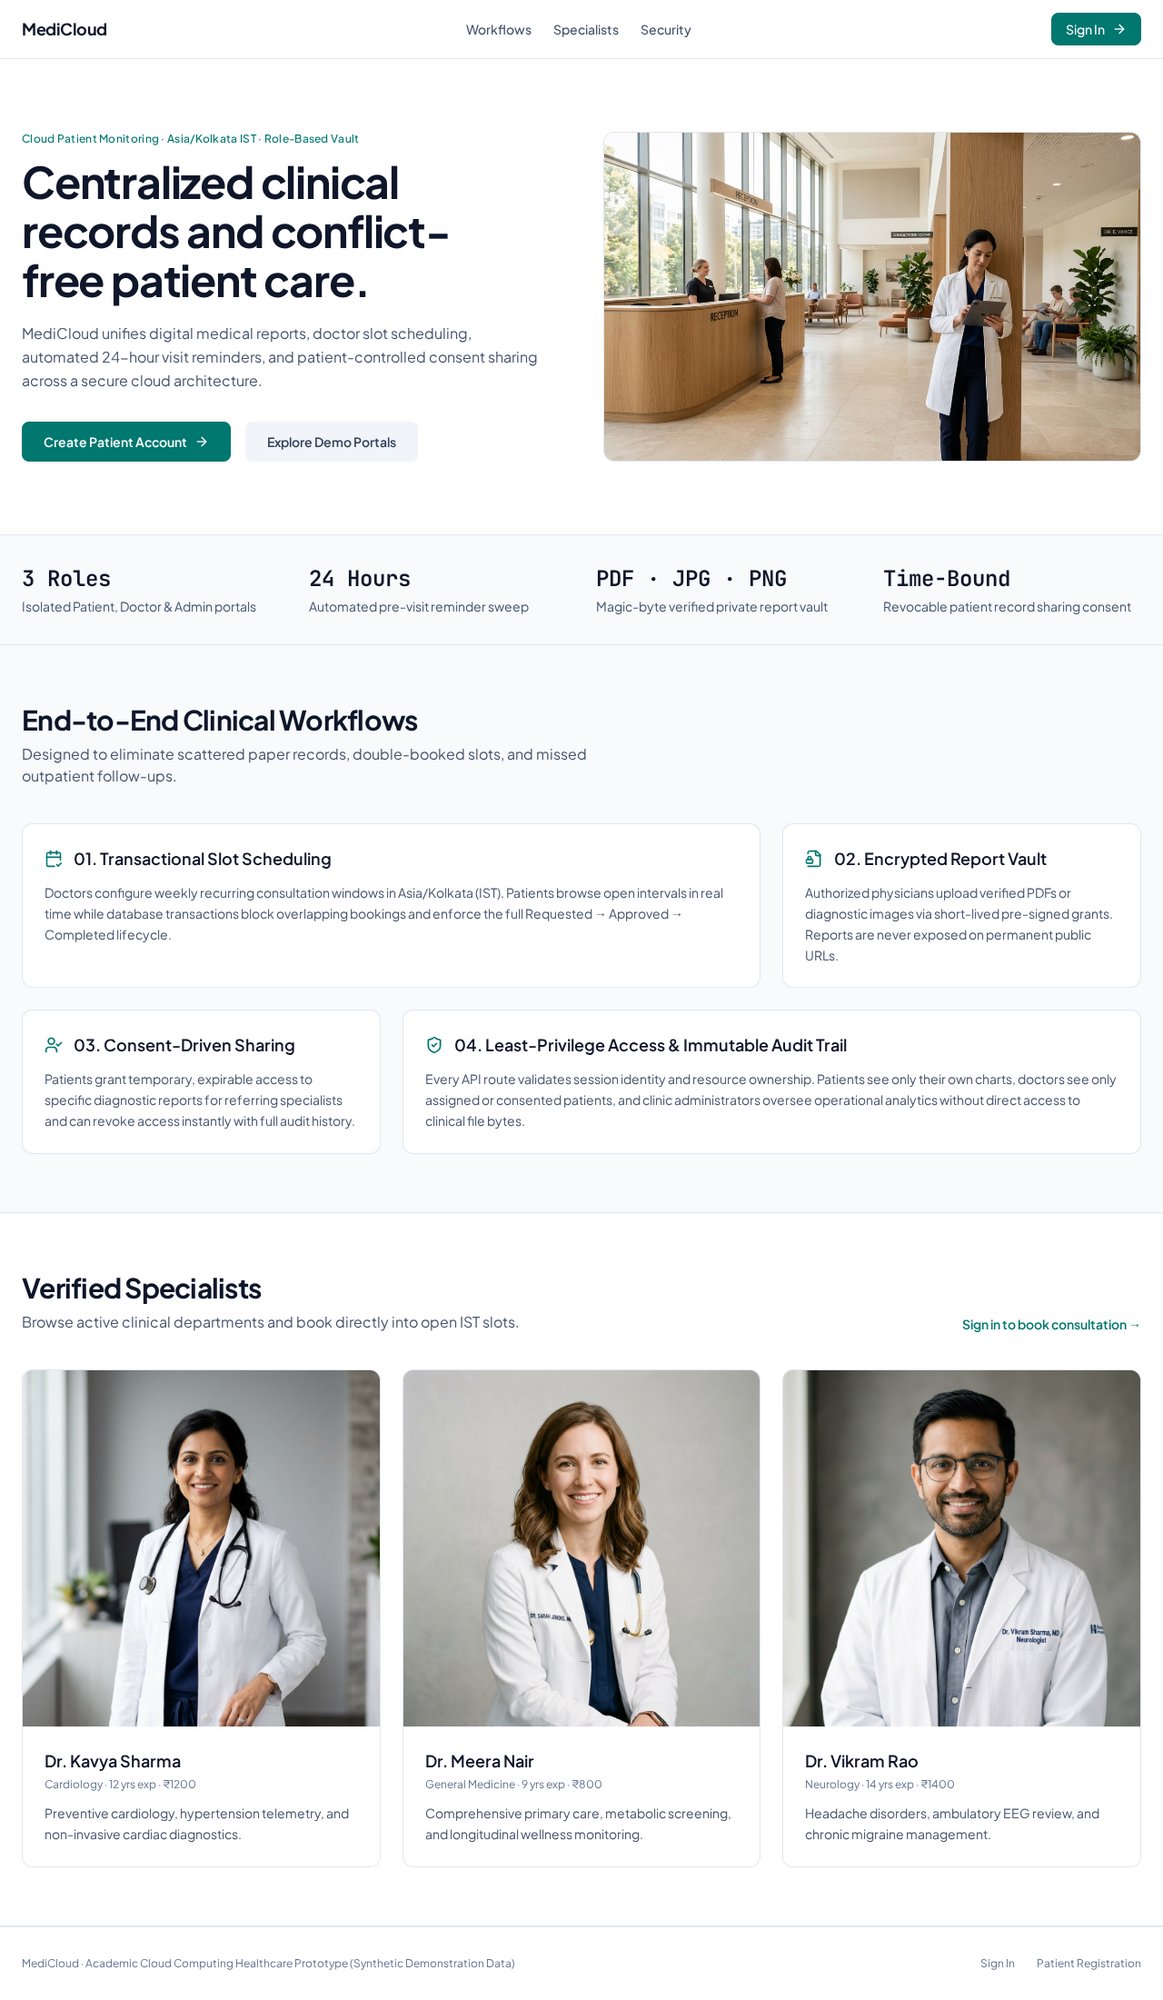 MediCloud
Workflows
Specialists
Security
Sign In →
Cloud Patient Monitoring · Asia/Kolkata IST · Role-Based Vault
Centralized clinical
records and conflict-
free patient care.
MediCloud unifies digital medical reports, doctor slot scheduling,
automated 24-hour visit reminders, and patient-controlled consent sharing
across a secure cloud architecture.
Create Patient Account →
Explore Demo Portals
RECEPTION
CONSULTATION ROOMS
DR. E. VANCE
RECEPTION
3 Roles
Isolated Patient, Doctor & Admin portals
24 Hours
Automated pre-visit reminder sweep
PDF · JPG · PNG
Magic-byte verified private report vault
Time-Bound
Revocable patient record sharing consent
End-to-End Clinical Workflows
Designed to eliminate scattered paper records, double-booked slots, and missed
outpatient follow-ups.
01. Transactional Slot Scheduling
Doctors configure weekly recurring consultation windows in Asia/Kolkata (IST). Patients browse open intervals in real
time while database transactions block overlapping bookings and enforce the full Requested → Approved →
Completed lifecycle.
02. Encrypted Report Vault
Authorized physicians upload verified PDFs or
diagnostic images via short-lived pre-signed grants.
Reports are never exposed on permanent public
URLs.
03. Consent-Driven Sharing
Patients grant temporary, expirable access to
specific diagnostic reports for referring specialists
and can revoke access instantly with full audit history.
04. Least-Privilege Access & Immutable Audit Trail
Every API route validates session identity and resource ownership. Patients see only their own charts, doctors see only
assigned or consented patients, and clinic administrators oversee operational analytics without direct access to
clinical file bytes.
Verified Specialists
Browse active clinical departments and book directly into open IST slots.
Sign in to book consultation →
DR. SARAH
Dr. Vikram Sharma, MD
Neurologist
Dr. Kavya Sharma
Cardiology · 12 yrs exp · ₹1200
Preventive cardiology, hypertension telemetry, and
non-invasive cardiac diagnostics.
Dr. Meera Nair
General Medicine · 9 yrs exp · ₹800
Comprehensive primary care, metabolic screening,
and longitudinal wellness monitoring.
Dr. Vikram Rao
Neurology · 14 yrs exp · ₹1400
Headache disorders, ambulatory EEG review, and
chronic migraine management.
MediCloud · Academic Cloud Computing Healthcare Prototype (Synthetic Demonstration Data)
Sign In
Patient Registration